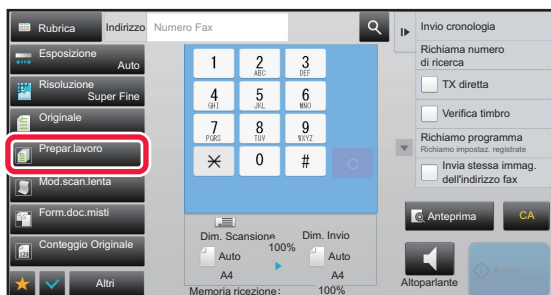 Rubrica
Indirizzo
Numero Fax
Esposizione
Auto
Risoluzione
Super Fine
Originale
Prepar.lavoro
Mod.scan.lenta
Form.doc.misti
Conteggio Originale
Altri
1
2
ABC
3
DEF
4
GHI
5
JKL
6
MNO
7
PQRS
8
TUV
9
WXYZ
0
#
C
Dim. Scansione
100%
Dim. Invio
Auto
Auto
A4
A4
Memoria ricezione: 100%
Invio cronologia
Richiama numero
di ricerca
TX diretta
Verifica timbro
Richiamo programma
Richiamo impostaz. registrate
Invia stessa immag.
dell'indirizzo fax
Anteprima
CA
Altoparlante
Avvio